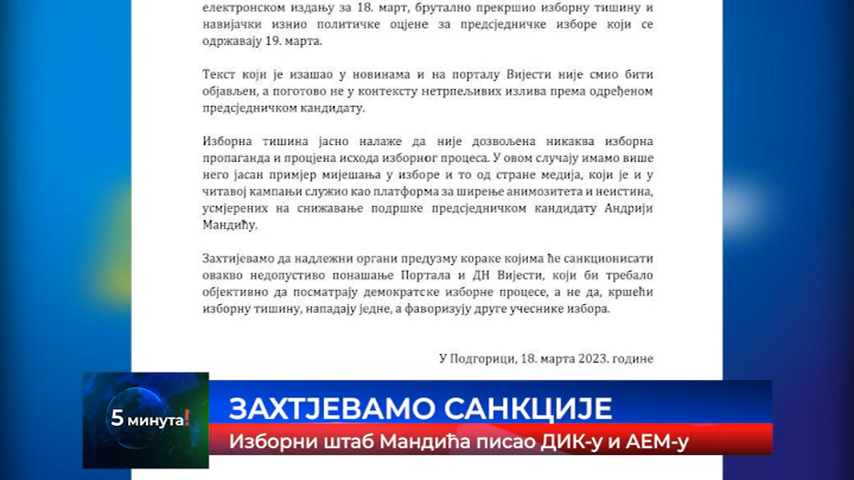 електронском издању за 18. март, брутално прекршио изборну тишину и
навијачки изнио политичке оцјене за предсједничке изборе који се
одржавају 19. марта.
Текст који је изашао у новинама и на порталу Вијести није смио бити
објављен, а поготово не у контексту нетрпељивих излива према одређеном
предсједничком кандидату.
Изборна тишина јасно налаже да није дозвољена никаква изборна
пропаганда и процјена исхода изборног процеса. У овом случају имамо више
него јасан примјер мијешања у изборе и то од стране медија, који је и у
читавој кампањи служио као платформа за ширење анимозитета и неистина,
усмјерених на снижавање подршке предсједничком кандидату Андрији
Мандићу.
Захтијевамо да надлежни органи предузму кораке којима ће санкционисати
овакво недопустиво понашање Портала и ДН Вијести, који би требало
објективно да посматрају демократске изборне процесе, а не да, кршећи
изборну тишину, нападају једне, а фаворизују друге учеснике избора.
У Подгорици, 18. марта 2023. године
5 минута!
ЗАХТЈЕВАМО САНКЦИЈЕ
Изборни штаб Мандића писао ДИК-у и АЕМ-у